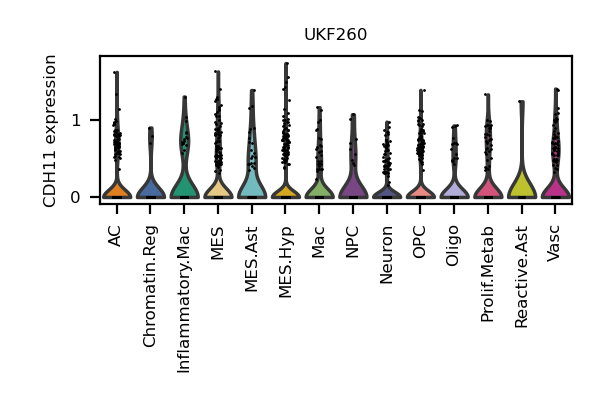 UKF260
CDH11 expression
1
0
AC
Chromatin.Reg
Inflammatory.Mac
MES
MES.Ast
MES.Hyp
Mac
NPC
Neuron
OPC
Oligo
Prolif.Metab
Reactive.Ast
Vasc